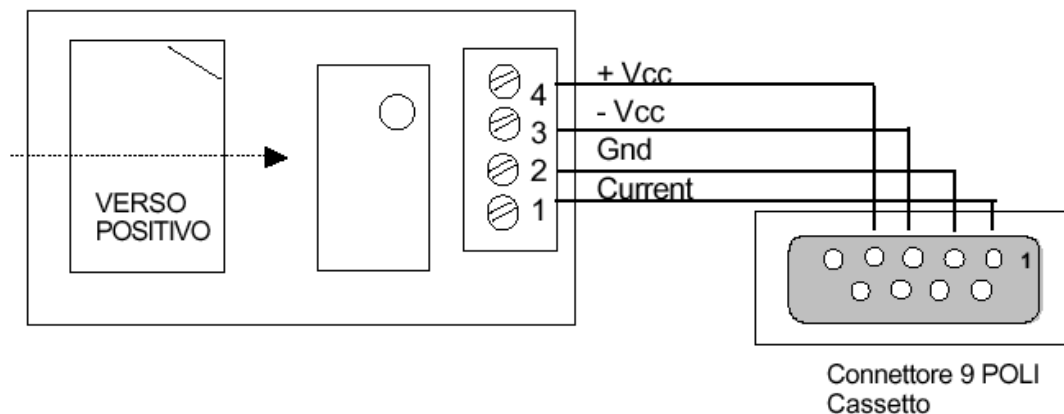 + Vcc
4
- Vcc
3
Gnd
2
Current
1
VERSO
POSITIVO
1
Connettore 9 POLI
Cassetto